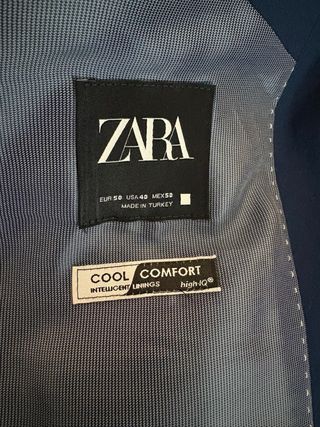 ZARA
EUR 50 USA 40 MEX 50
MADE IN TURKEY
COOL COMFORT
INTELLIGENT LININGS high-IQ®